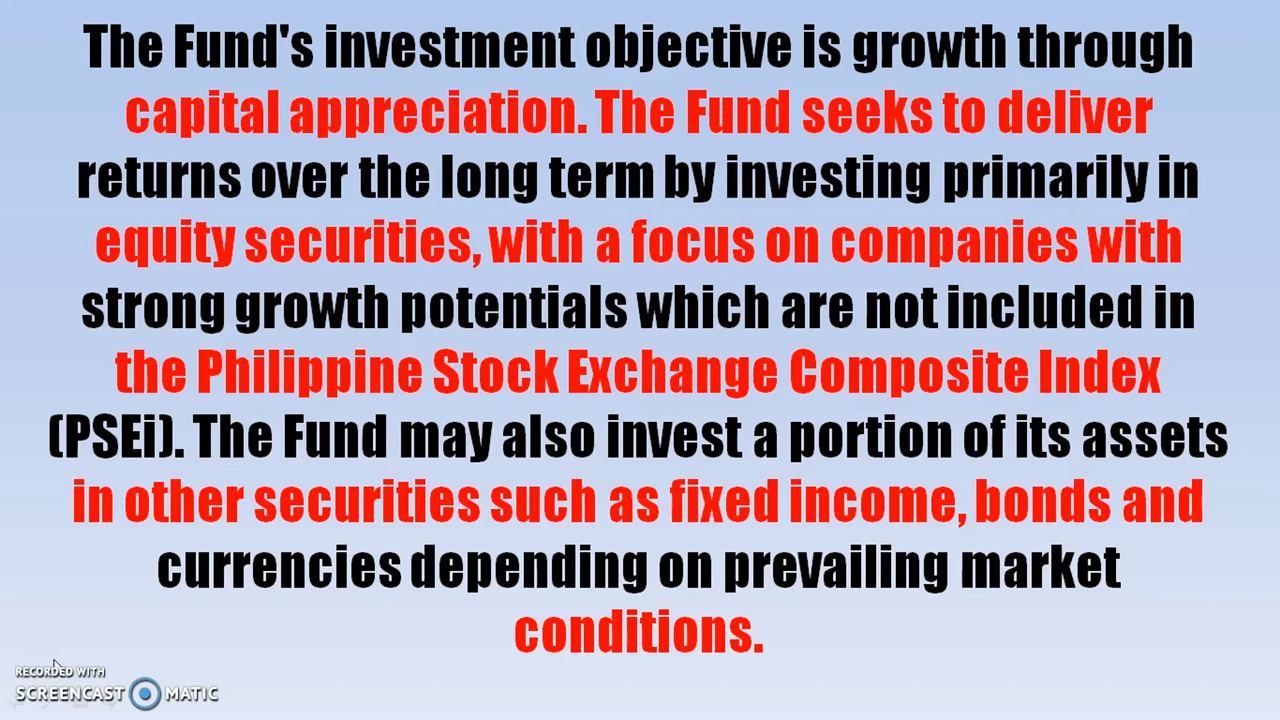 The Fund's investment objective is growth through
capital appreciation. The Fund seeks to deliver
returns over the long term by investing primarily in
equity securities, with a focus on companies with
strong growth potentials which are not included in
the Philippine Stock Exchange Composite Index
(PSEi). The Fund may also invest a portion of its assets
in other securities such as fixed income, bonds and
currencies depending on prevailing market
conditions.
RECORDED WITH
SCREENCAST MATIC